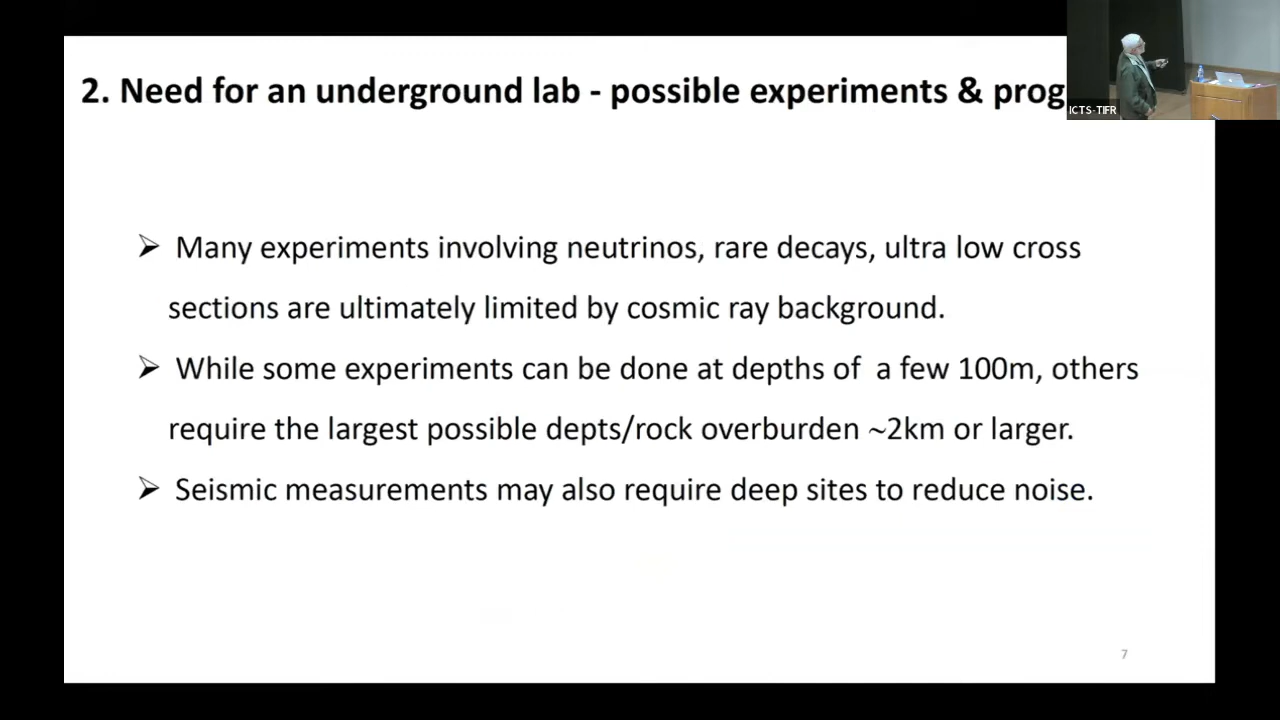 2. Need for an underground lab - possible experiments & prog
ICTS-TIFR
➢ Many experiments involving neutrinos, rare decays, ultra low cross
sections are ultimately limited by cosmic ray background.
➢ While some experiments can be done at depths of a few 100m, others
require the largest possible depts/rock overburden ~2km or larger.
➢ Seismic measurements may also require deep sites to reduce noise.
7